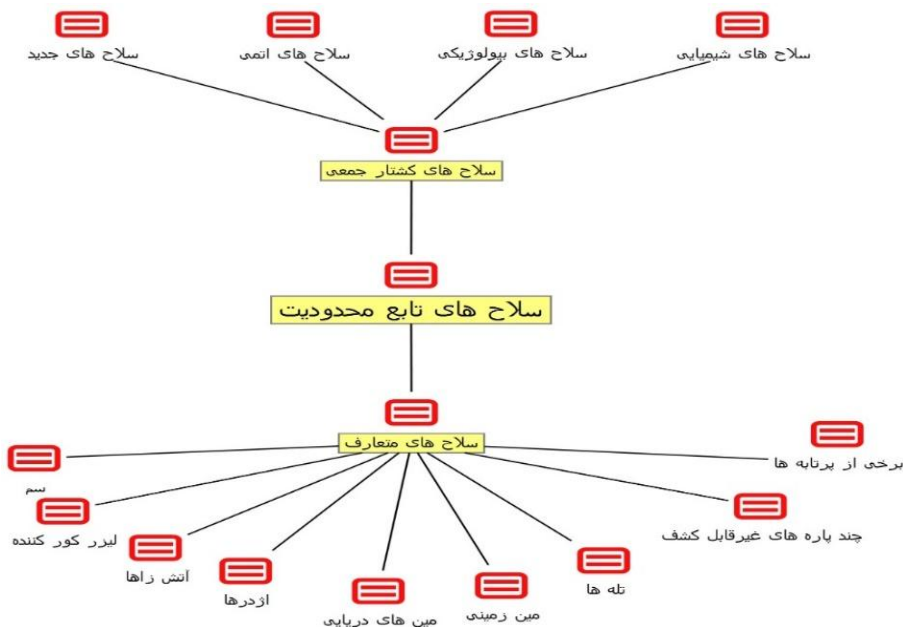 سلاح های شیمیایی
سلاح های بیولوژیکی
سلاح های اتمی
سلاح های جدید
سلاح های کشتار جمعی
سلاح های تابع محدودیت
سلاح های متعارف
برخی از پرتابه ها
چند پاره های غیرقابل کشف
تله ها
مین زمینی
مین های دریایی
اژدرها
آتش زاها
لیزر کور کننده
سم